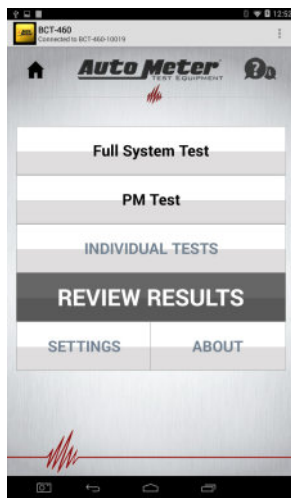 12:52
BCT-460
Connected to BCT-460-10019
Auto Meter
TEST EQUIPMENT
Full System Test
PM Test
INDIVIDUAL TESTS
REVIEW RESULTS
SETTINGS ABOUT